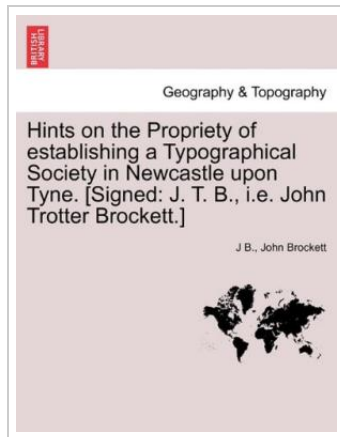 BRITISH
LIBRARY
Geography & Topography
Hints on the Propriety of
establishing a Typographical
Society in Newcastle upon
Tyne. [Signed: J. T. B., i.e. John
Trotter Brockett.]
J B., John Brockett